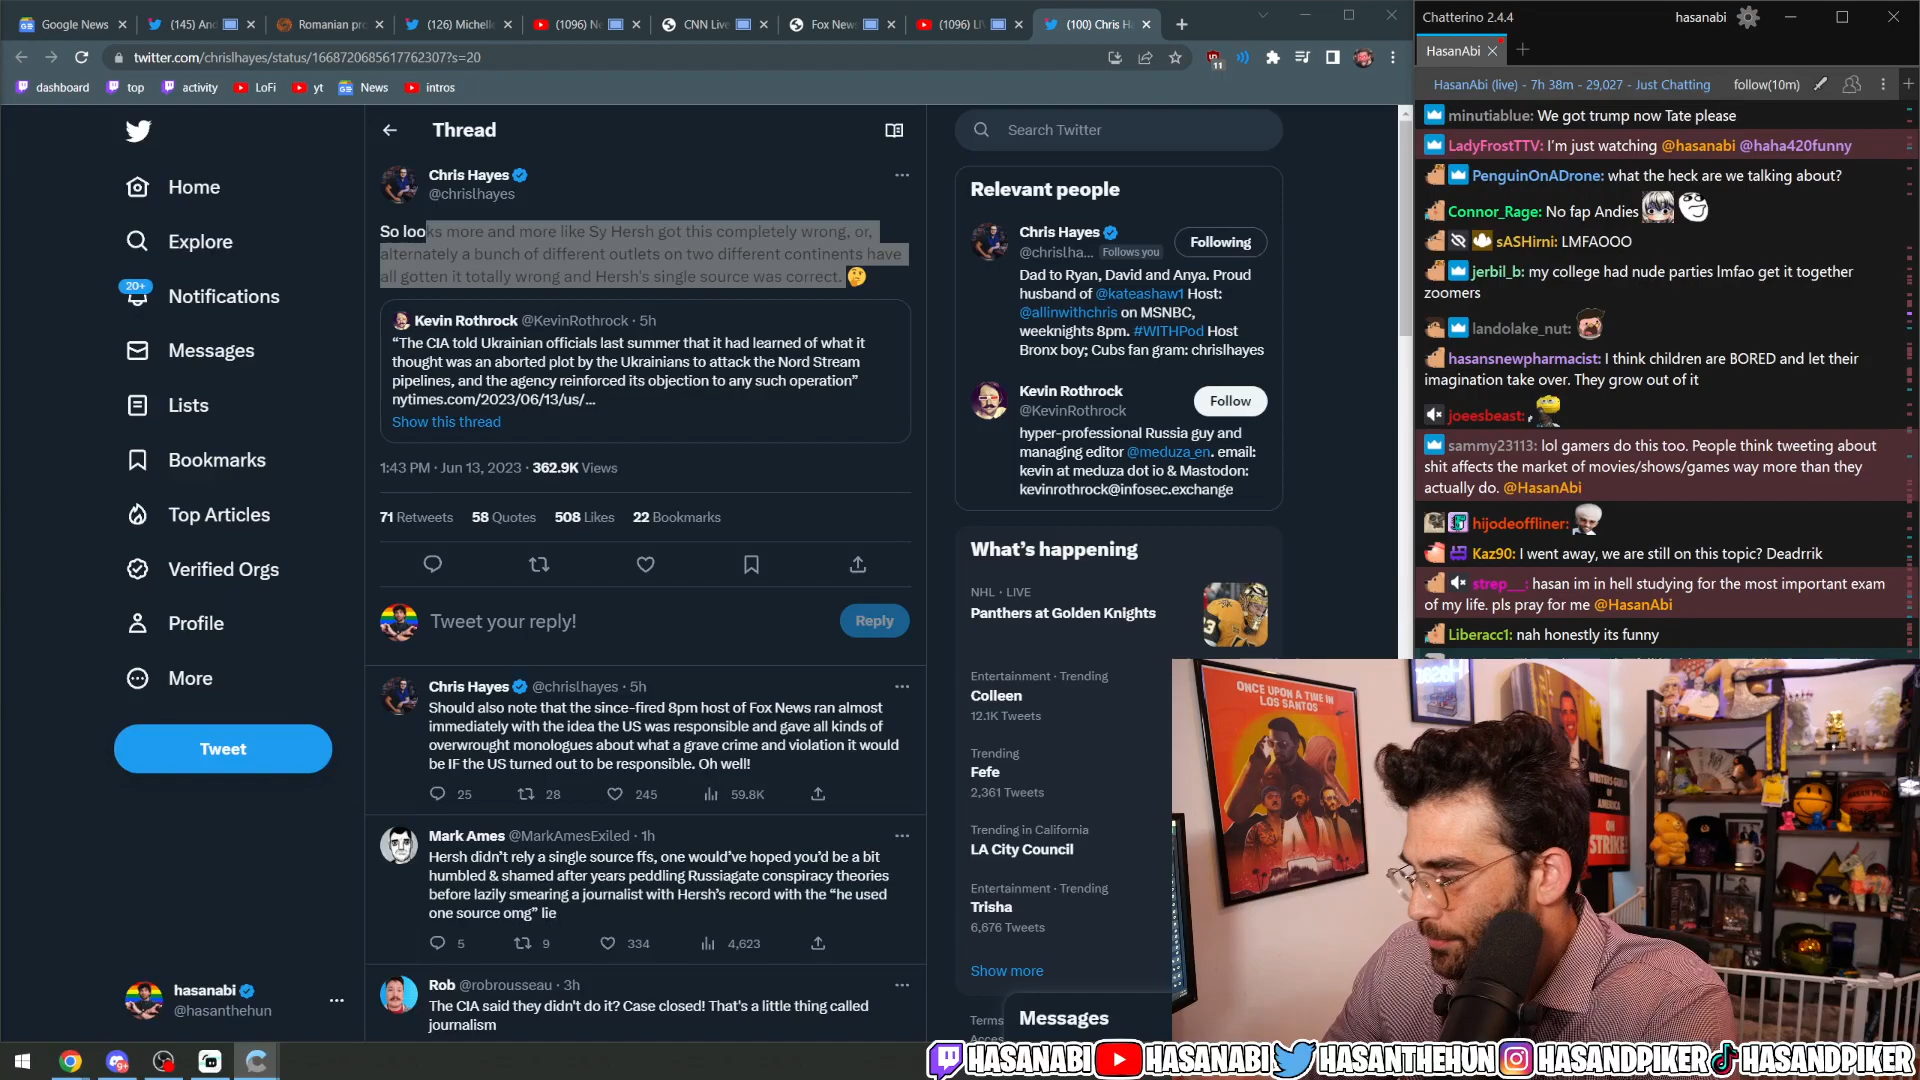 Google News
(145) And
Romanian pr
(126) Michelle
(1096) Ne
CNN Live
Fox News
(1096) LI
(100) Chris H
twitter.com/chrislhayes/status/1668720685617762307?s=20
11
dashboard
top
activity
LoFi
yt
News
intros
Home
Explore
20+
Notifications
Messages
Lists
Bookmarks
Top Articles
Verified Orgs
Profile
More
Tweet
hasanabi
@hasanthehun
Thread
Chris Hayes
@chrislhayes
So looks more and more like Sy Hersh got this completely wrong, or,
alternately a bunch of different outlets on two different continents have
all gotten it totally wrong and Hersh's single source was correct.
Kevin Rothrock @KevinRothrock · 5h
“The CIA told Ukrainian officials last summer that it had learned of what it
thought was an aborted plot by the Ukrainians to attack the Nord Stream
pipelines, and the agency reinforced its objection to any such operation”
nytimes.com/2023/06/13/us/…
Show this thread
1:43 PM · Jun 13, 2023 · 362.9K Views
71 Retweets 58 Quotes 508 Likes 22 Bookmarks
Tweet your reply!
Reply
Chris Hayes @chrislhayes · 5h
Should also note that the since-fired 8pm host of Fox News ran almost
immediately with the idea the US was responsible and gave all kinds of
overwrought monologues about what a grave crime and violation it would
be IF the US turned out to be responsible. Oh well!
25 28 245 59.8K
Mark Ames @MarkAmesExiled · 1h
Hersh didn’t rely a single source ffs, one would’ve hoped you’d be a bit
humbled & shamed after years peddling Russiagate conspiracy theories
before lazily smearing a journalist with Hersh’s record with the “he used
one source omg” lie
5 9 334 4,623
Rob @robrousseau · 3h
The CIA said they didn't do it? Case closed! That's a little thing called
journalism
Search Twitter
Relevant people
Chris Hayes
@chrislha... Follows you
Following
Dad to Ryan, David and Anya. Proud
husband of @kateashaw1 Host:
@allinwithchris on MSNBC,
weeknights 8pm. #WITHPod Host
Bronx boy; Cubs fan gram: chrislhayes
Kevin Rothrock
@KevinRothrock
Follow
hyper-professional Russia guy and
managing editor @meduza_en. email:
kevin at meduza dot io & Mastodon:
kevinrothrock@infosec.exchange
What’s happening
NHL · LIVE
Panthers at Golden Knights
Entertainment · Trending
Colleen
12.1K Tweets
Trending
Fefe
2,361 Tweets
Trending in California
LA City Council
Entertainment · Trending
Trisha
6,676 Tweets
Show more
Terms
Messages
Chatterino 2.4.4
hasanabi
HasanAbi
HasanAbi (live) - 7h 38m - 29,027 - Just Chatting
follow(10m)
minutiablue: We got trump now Tate please
LadyFrostTTV: I’m just watching @hasanabi @haha420funny
PenguinOnADrone: what the heck are we talking about?
Connor_Rage: No fap Andies
sASHirni: LMFAOOO
jerbil_b: my college had nude parties lmfao get it together
zoomers
landolake_nut:
hasansnewpharmacist: I think children are BORED and let their
imagination take over. They grow out of it
joeesbeast:
sammy23113: lol gamers do this too. People think tweeting about
shit affects the market of movies/shows/games way more than they
actually do. @HasanAbi
hijodeoffliner:
Kaz90: I went away, we are still on this topic? Deadrrik
strep___: hasan im in hell studying for the most important exam
of my life. pls pray for me @HasanAbi
Liberacc1: nah honestly its funny
ONCE UPON A TIME IN
LOS SANTOS
WRITERS GUILD
OF
AMERICA
ON
STRIKE!
HASANABI HASANABI HASANTHEHUN HASANDPIKER HASANDPIKER